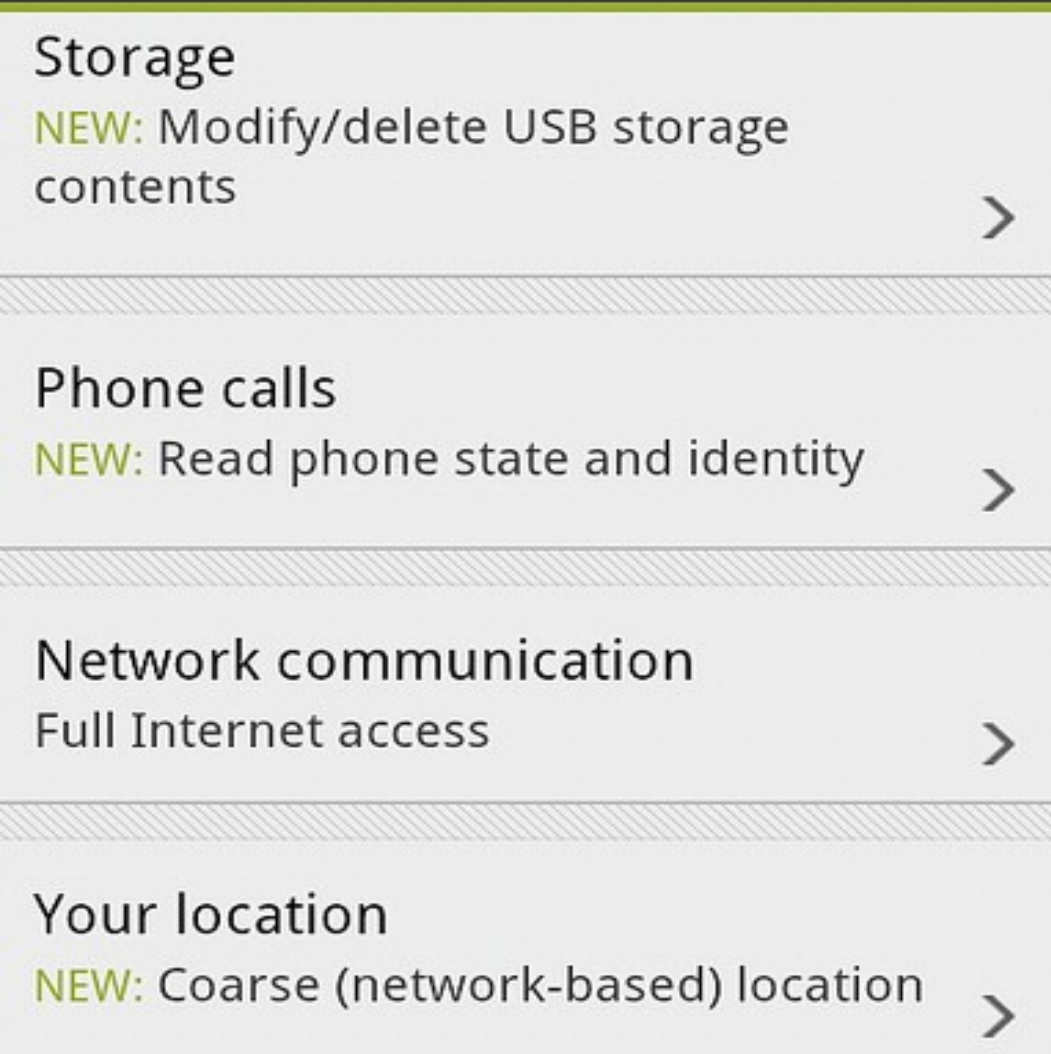 Storage
NEW: Modify/delete USB storage
contents
Phone calls
NEW: Read phone state and identity
Network communication
Full Internet access
Your location
NEW: Coarse (network-based) location